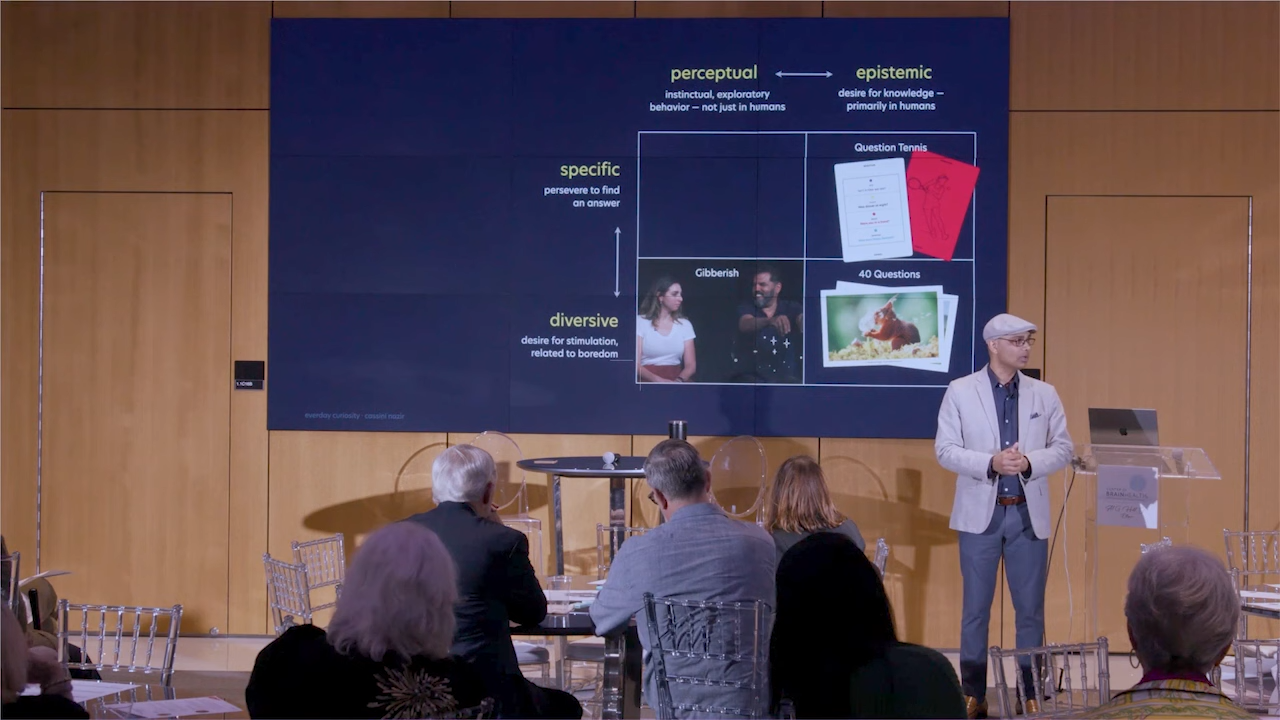 perceptual
epistemic
instinctual, exploratory
behavior – not just in humans
desire for knowledge –
primarily in humans
specific
persevere to find
an answer
Question Tennis
diversive
desire for stimulation,
related to boredom
Gibberish
40 Questions
everyday curiosity · cassini nazir
BRAINHEALTH